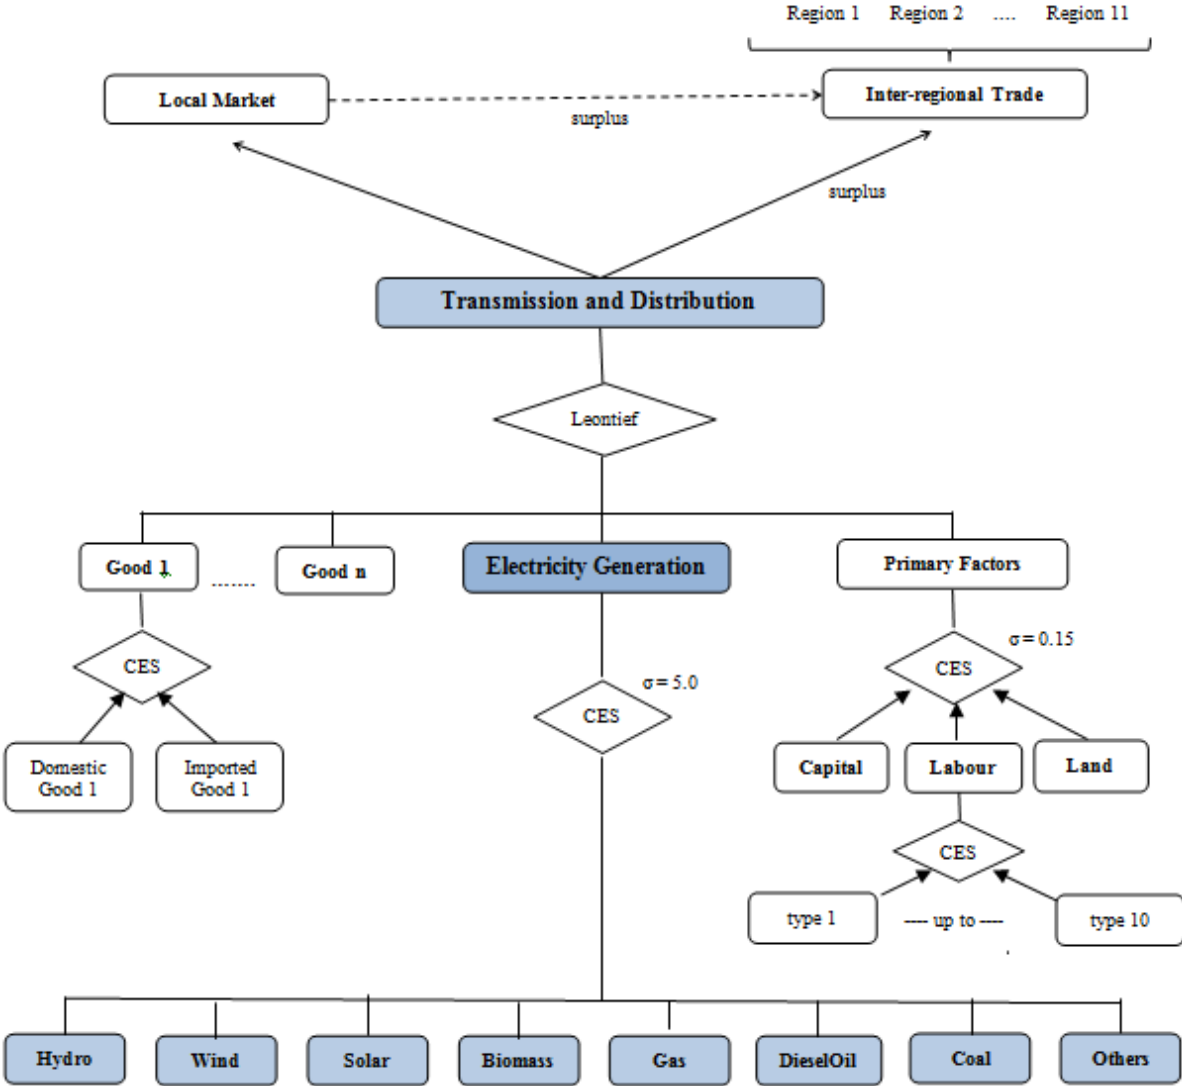 Region 1 Region 2 .... Region 11
Local Market
Inter-regional Trade
surplus
surplus
Transmission and Distribution
Leontief
Good 1
.......
Good n
Electricity Generation
Primary Factors
CES
σ = 5.0
CES
σ = 0.15
CES
Domestic
Good 1
Imported
Good 1
Capital
Labour
Land
CES
type 1
---- up to ----
type 10
Hydro
Wind
Solar
Biomass
Gas
DieselOil
Coal
Others